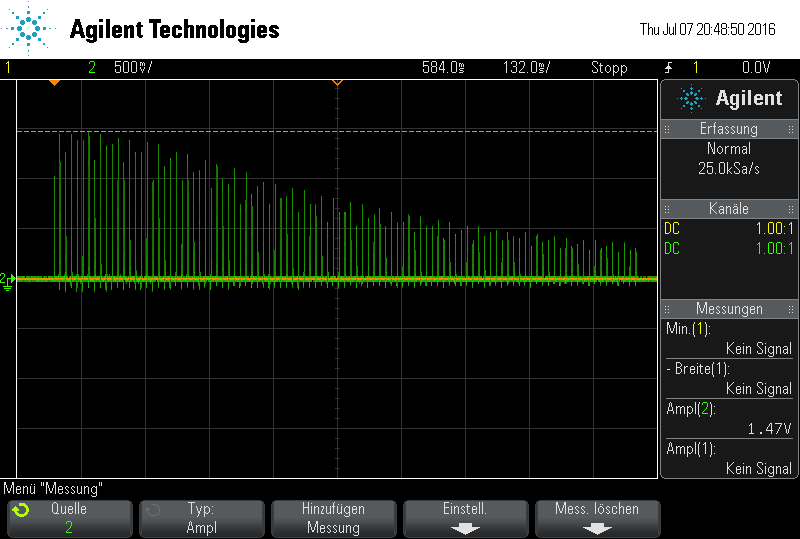 Agilent Technologies
Thu Jul 07 20:48:50 2016
1 2 500mV/ 584.0ms 132.0ms/ Stopp 1 0.0V
Agilent
Erfassung
Normal
25.0kSa/s
Kanäle
DC 1.00:1
DC 1.00:1
Messungen
Min.(1):
Kein Signal
- Breite(1):
Kein Signal
Ampl(2):
1.47V
Ampl(1):
Kein Signal
2
Menü "Messung"
Quelle
2
Typ:
Ampl
Hinzufügen
Messung
Einstell.
Mess. löschen